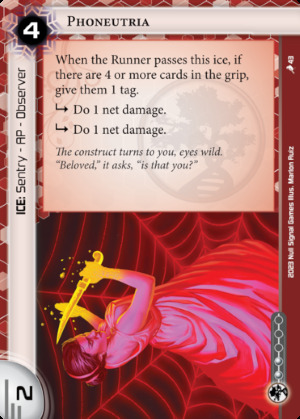 4
Phoneutria
When the Runner passes this ice, if
there are 4 or more cards in the grip,
give them 1 tag.
↳ Do 1 net damage.
↳ Do 1 net damage.
The construct turns to you, eyes wild.
“Beloved,” it asks, “is that you?”
ICE: Sentry - AP - Observer
43
2023 Null Signal Games Illus. Marlon Ruiz
2